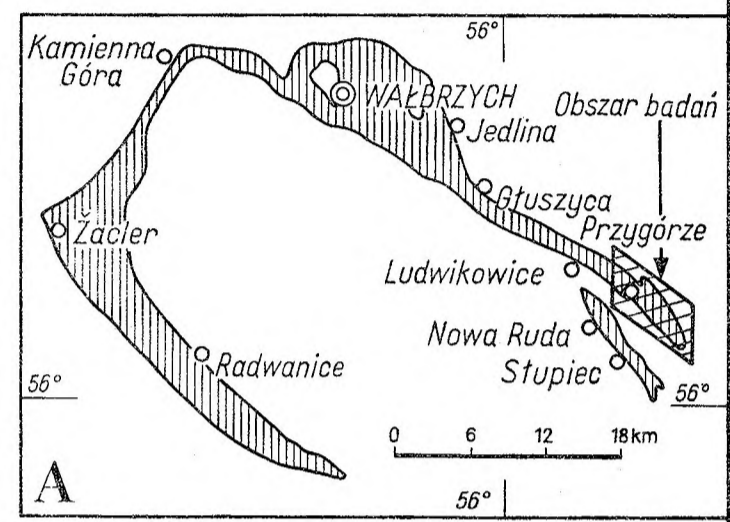 56°
Kamienna
Góra
WAŁBRZYCH
Obszar badań
Jedlina
Głuszyca
Przygórze
Žacler
Ludwikowice
Nowa Ruda
Radwanice
Słupiec
56°
56°
0 6 12 18 km
A
56°